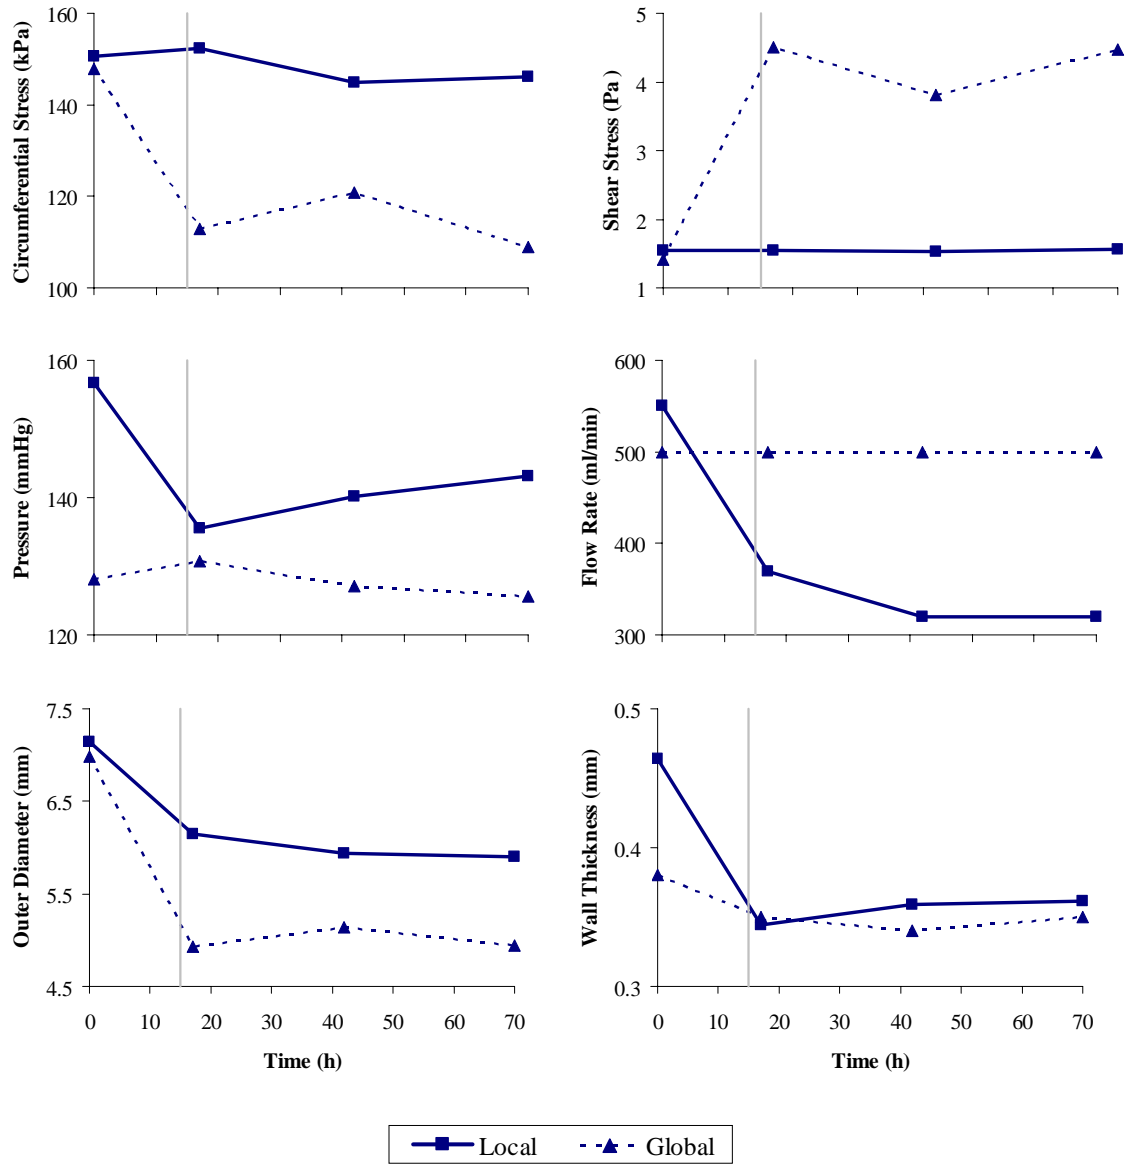 Circumferential Stress (kPa)
160
140
120
100
Shear Stress (Pa)
5
4
3
2
1
Pressure (mmHg)
160
140
120
Flow Rate (ml/min)
600
500
400
300
Outer Diameter (mm)
7.5
6.5
5.5
4.5
0 10 20 30 40 50 60 70
Time (h)
Wall Thickness (mm)
0.5
0.4
0.3
0 10 20 30 40 50 60 70
Time (h)
Local Global